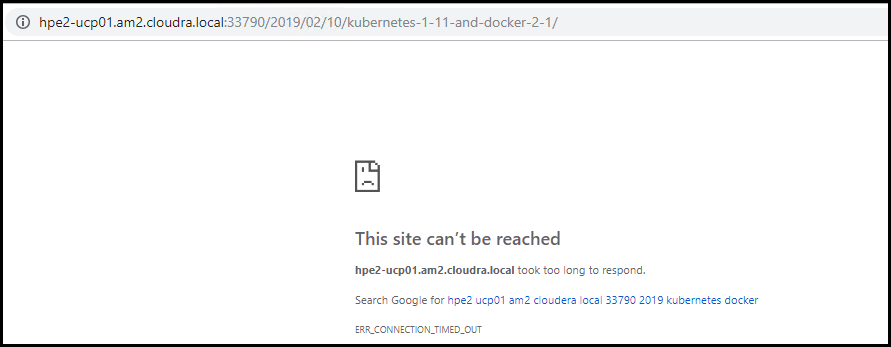 hpe2-ucp01.am2.cloudra.local:33790/2019/02/10/kubernetes-1-11-and-docker-2-1/
This site can’t be reached
hpe2-ucp01.am2.cloudra.local took too long to respond.
Search Google for hpe2 ucp01 am2 cloudera local 33790 2019 kubernetes docker
ERR_CONNECTION_TIMED_OUT